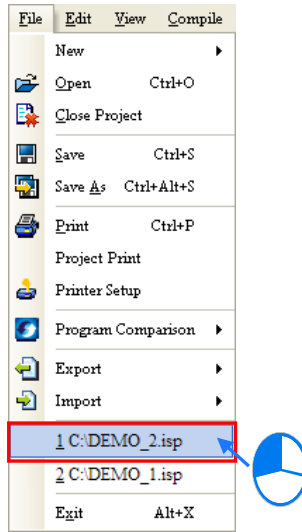 File Edit View Compile
New
Open Ctrl+O
Close Project
Save Ctrl+S
Save As Ctrl+Alt+S
Print Ctrl+P
Project Print
Printer Setup
Program Comparison
Export
Import
1 C:\DEMO_2.isp
2 C:\DEMO_1.isp
Exit Alt+X